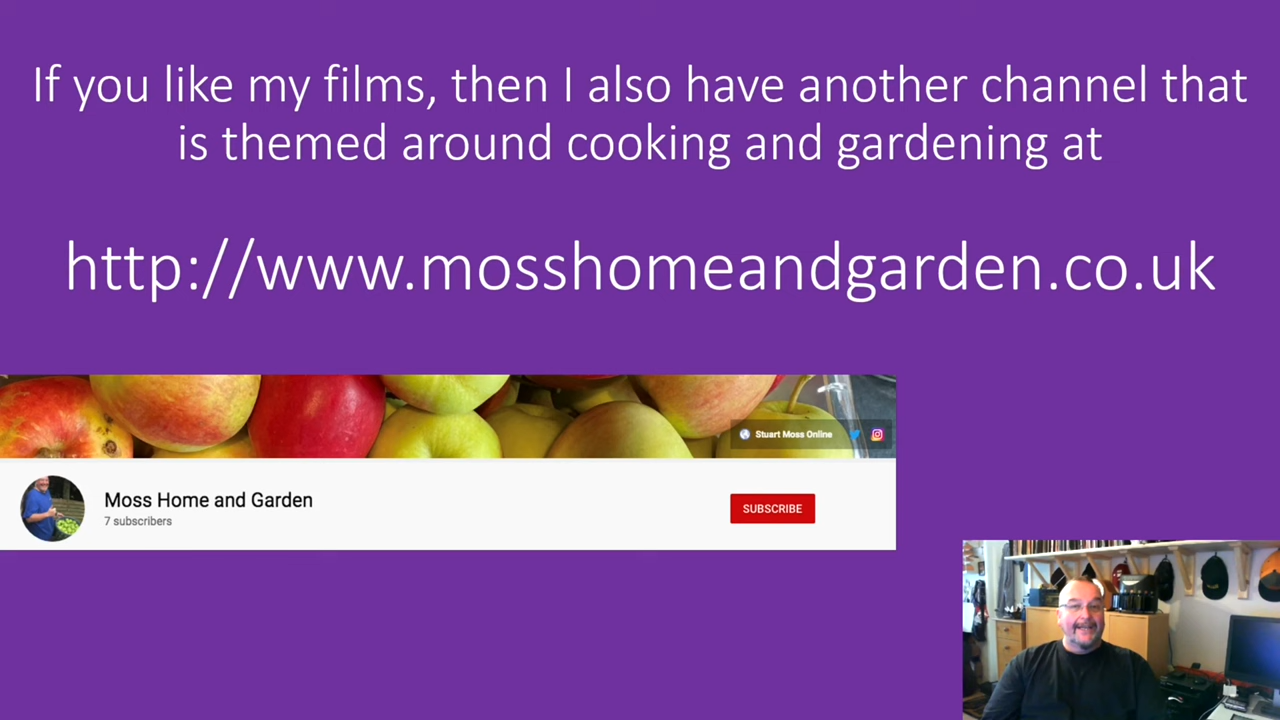 If you like my films, then I also have another channel that
is themed around cooking and gardening at
http://www.mosshomeandgarden.co.uk
Stuart Moss Online
Moss Home and Garden
7 subscribers
SUBSCRIBE